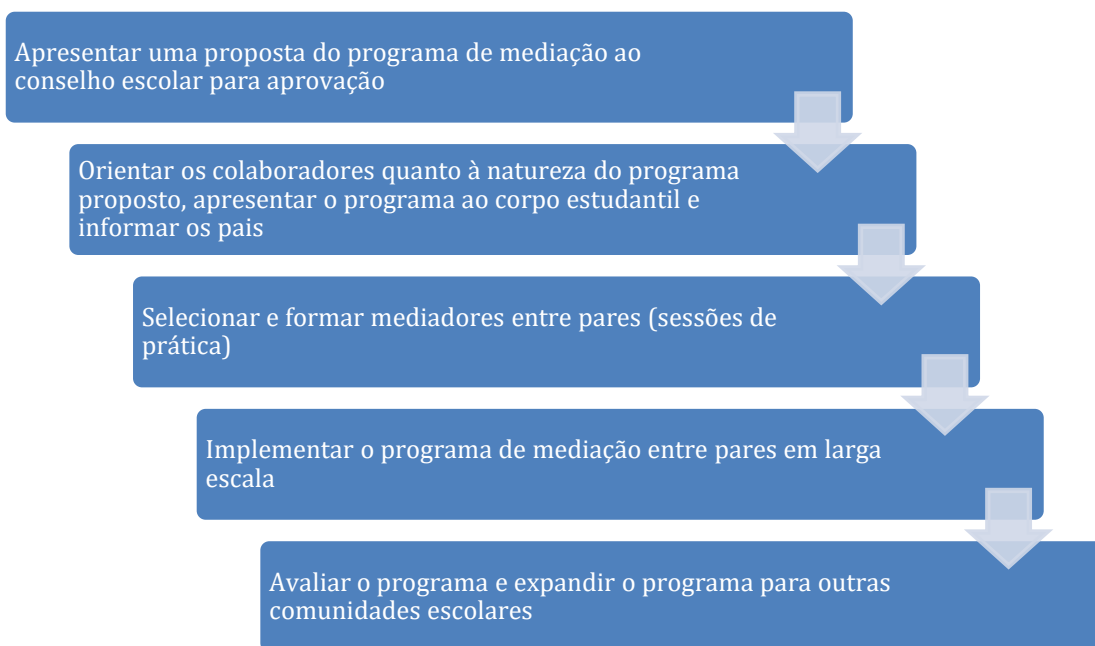 Apresentar uma proposta do programa de mediação ao
conselho escolar para aprovação
Orientar os colaboradores quanto à natureza do programa
proposto, apresentar o programa ao corpo estudantil e
informar os pais
Selecionar e formar mediadores entre pares (sessões de
prática)
Implementar o programa de mediação entre pares em larga
escala
Avaliar o programa e expandir o programa para outras
comunidades escolares